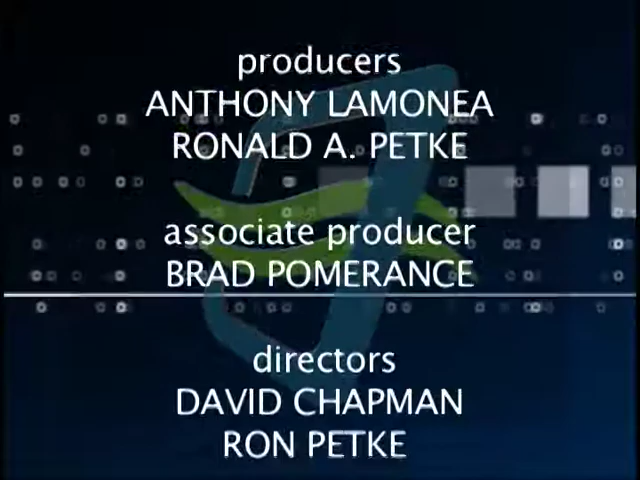 producers
ANTHONY LAMONEA
RONALD A. PETKE
associate producer
BRAD POMERANCE
directors
DAVID CHAPMAN
RON PETKE